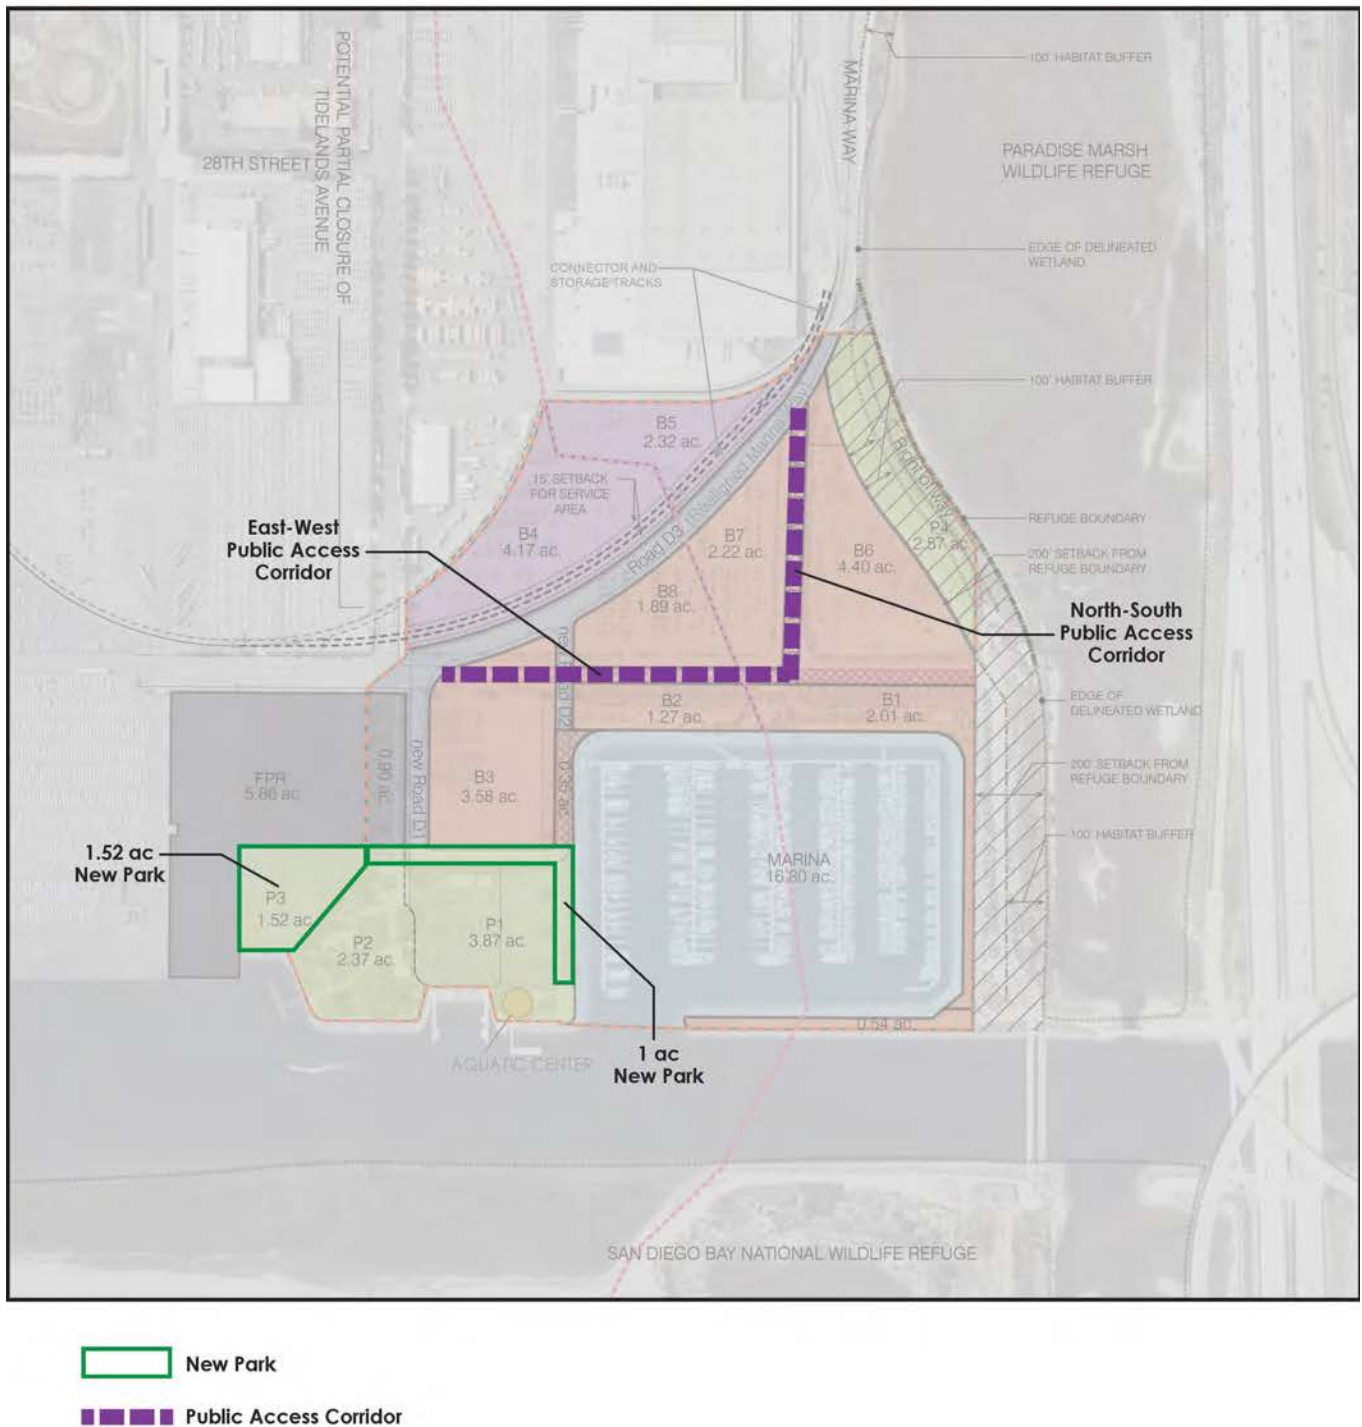 100' HABITAT BUFFER
MARINA WAY
POTENTIAL PARTIAL CLOSURE OF
TIDELANDS AVENUE
28TH STREET
PARADISE MARSH
WILDLIFE REFUGE
EDGE OF DELINEATED
WETLAND
CONNECTOR AND
STORAGE TRACKS
100' HABITAT BUFFER
B5
2.32 ac.
15' SETBACK
FOR SERVICE
AREA
B4
4.17 ac.
Road D3
Realigned Marina Way
Right of way
P4
2.57 ac.
REFUGE BOUNDARY
200' SETBACK FROM
REFUGE BOUNDARY
East-West
Public Access
Corridor
B7
2.22 ac.
B6
4.40 ac.
B8
1.89 ac.
North-South
Public Access
Corridor
new Road D2
B2
1.27 ac.
B1
2.01 ac.
EDGE OF
DELINEATED WETLAND
FPR
5.86 ac.
0.90 ac.
new Road D1
B3
3.58 ac.
0.35 ac.
200' SETBACK FROM
REFUGE BOUNDARY
100' HABITAT BUFFER
MARINA
16.80 ac.
1.52 ac
New Park
P3
1.52 ac.
P2
2.37 ac.
P1
3.87 ac.
0.54 ac.
AQUATIC CENTER
1 ac
New Park
SAN DIEGO BAY NATIONAL WILDLIFE REFUGE
New Park
Public Access Corridor